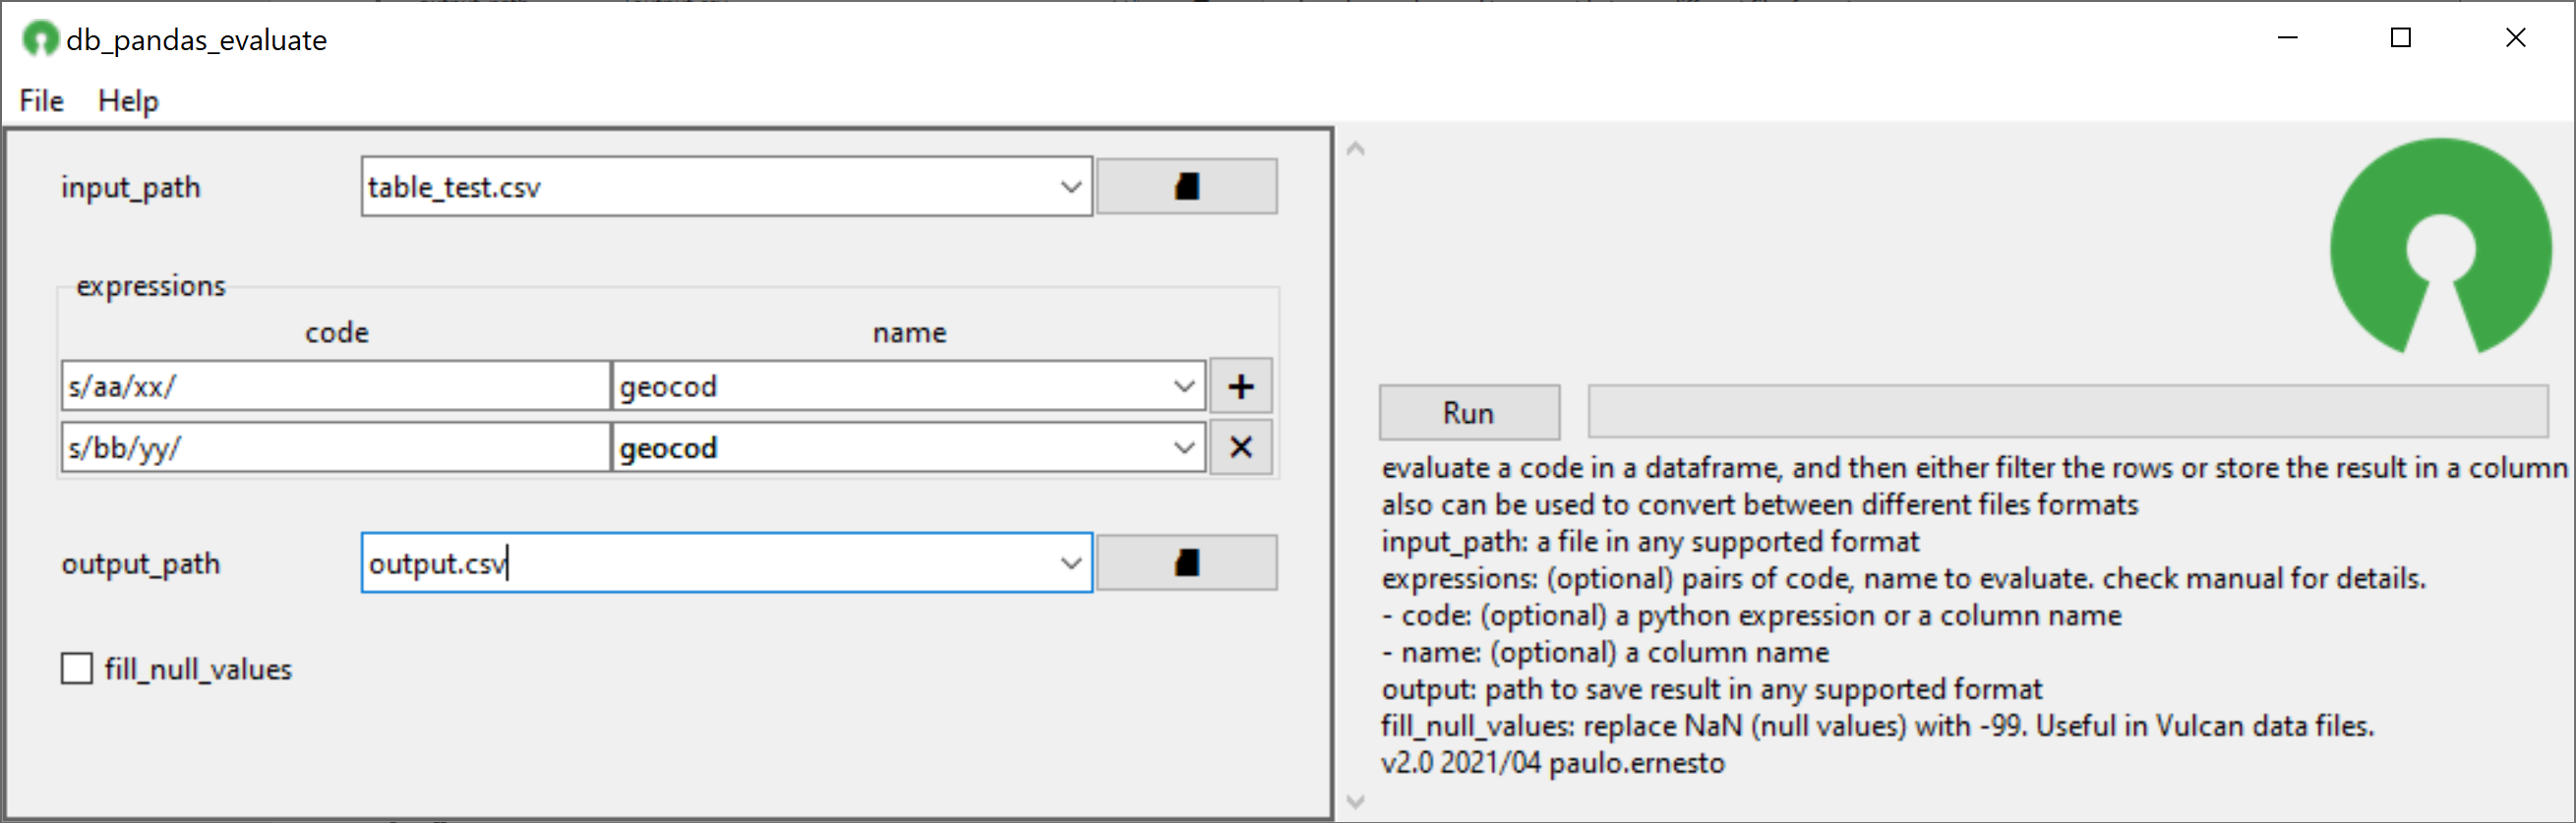 db_pandas_evaluate
File Help
input_path table_test.csv
expressions
code name
s/aa/xx/ geocod
s/bb/yy/ geocod
output_path output.csv
fill_null_values
Run
evaluate a code in a dataframe, and then either filter the rows or store the result in a column
also can be used to convert between different files formats
input_path: a file in any supported format
expressions: (optional) pairs of code, name to evaluate. check manual for details.
- code: (optional) a python expression or a column name
- name: (optional) a column name
output: path to save result in any supported format
fill_null_values: replace NaN (null values) with -99. Useful in Vulcan data files.
v2.0 2021/04 paulo.ernesto